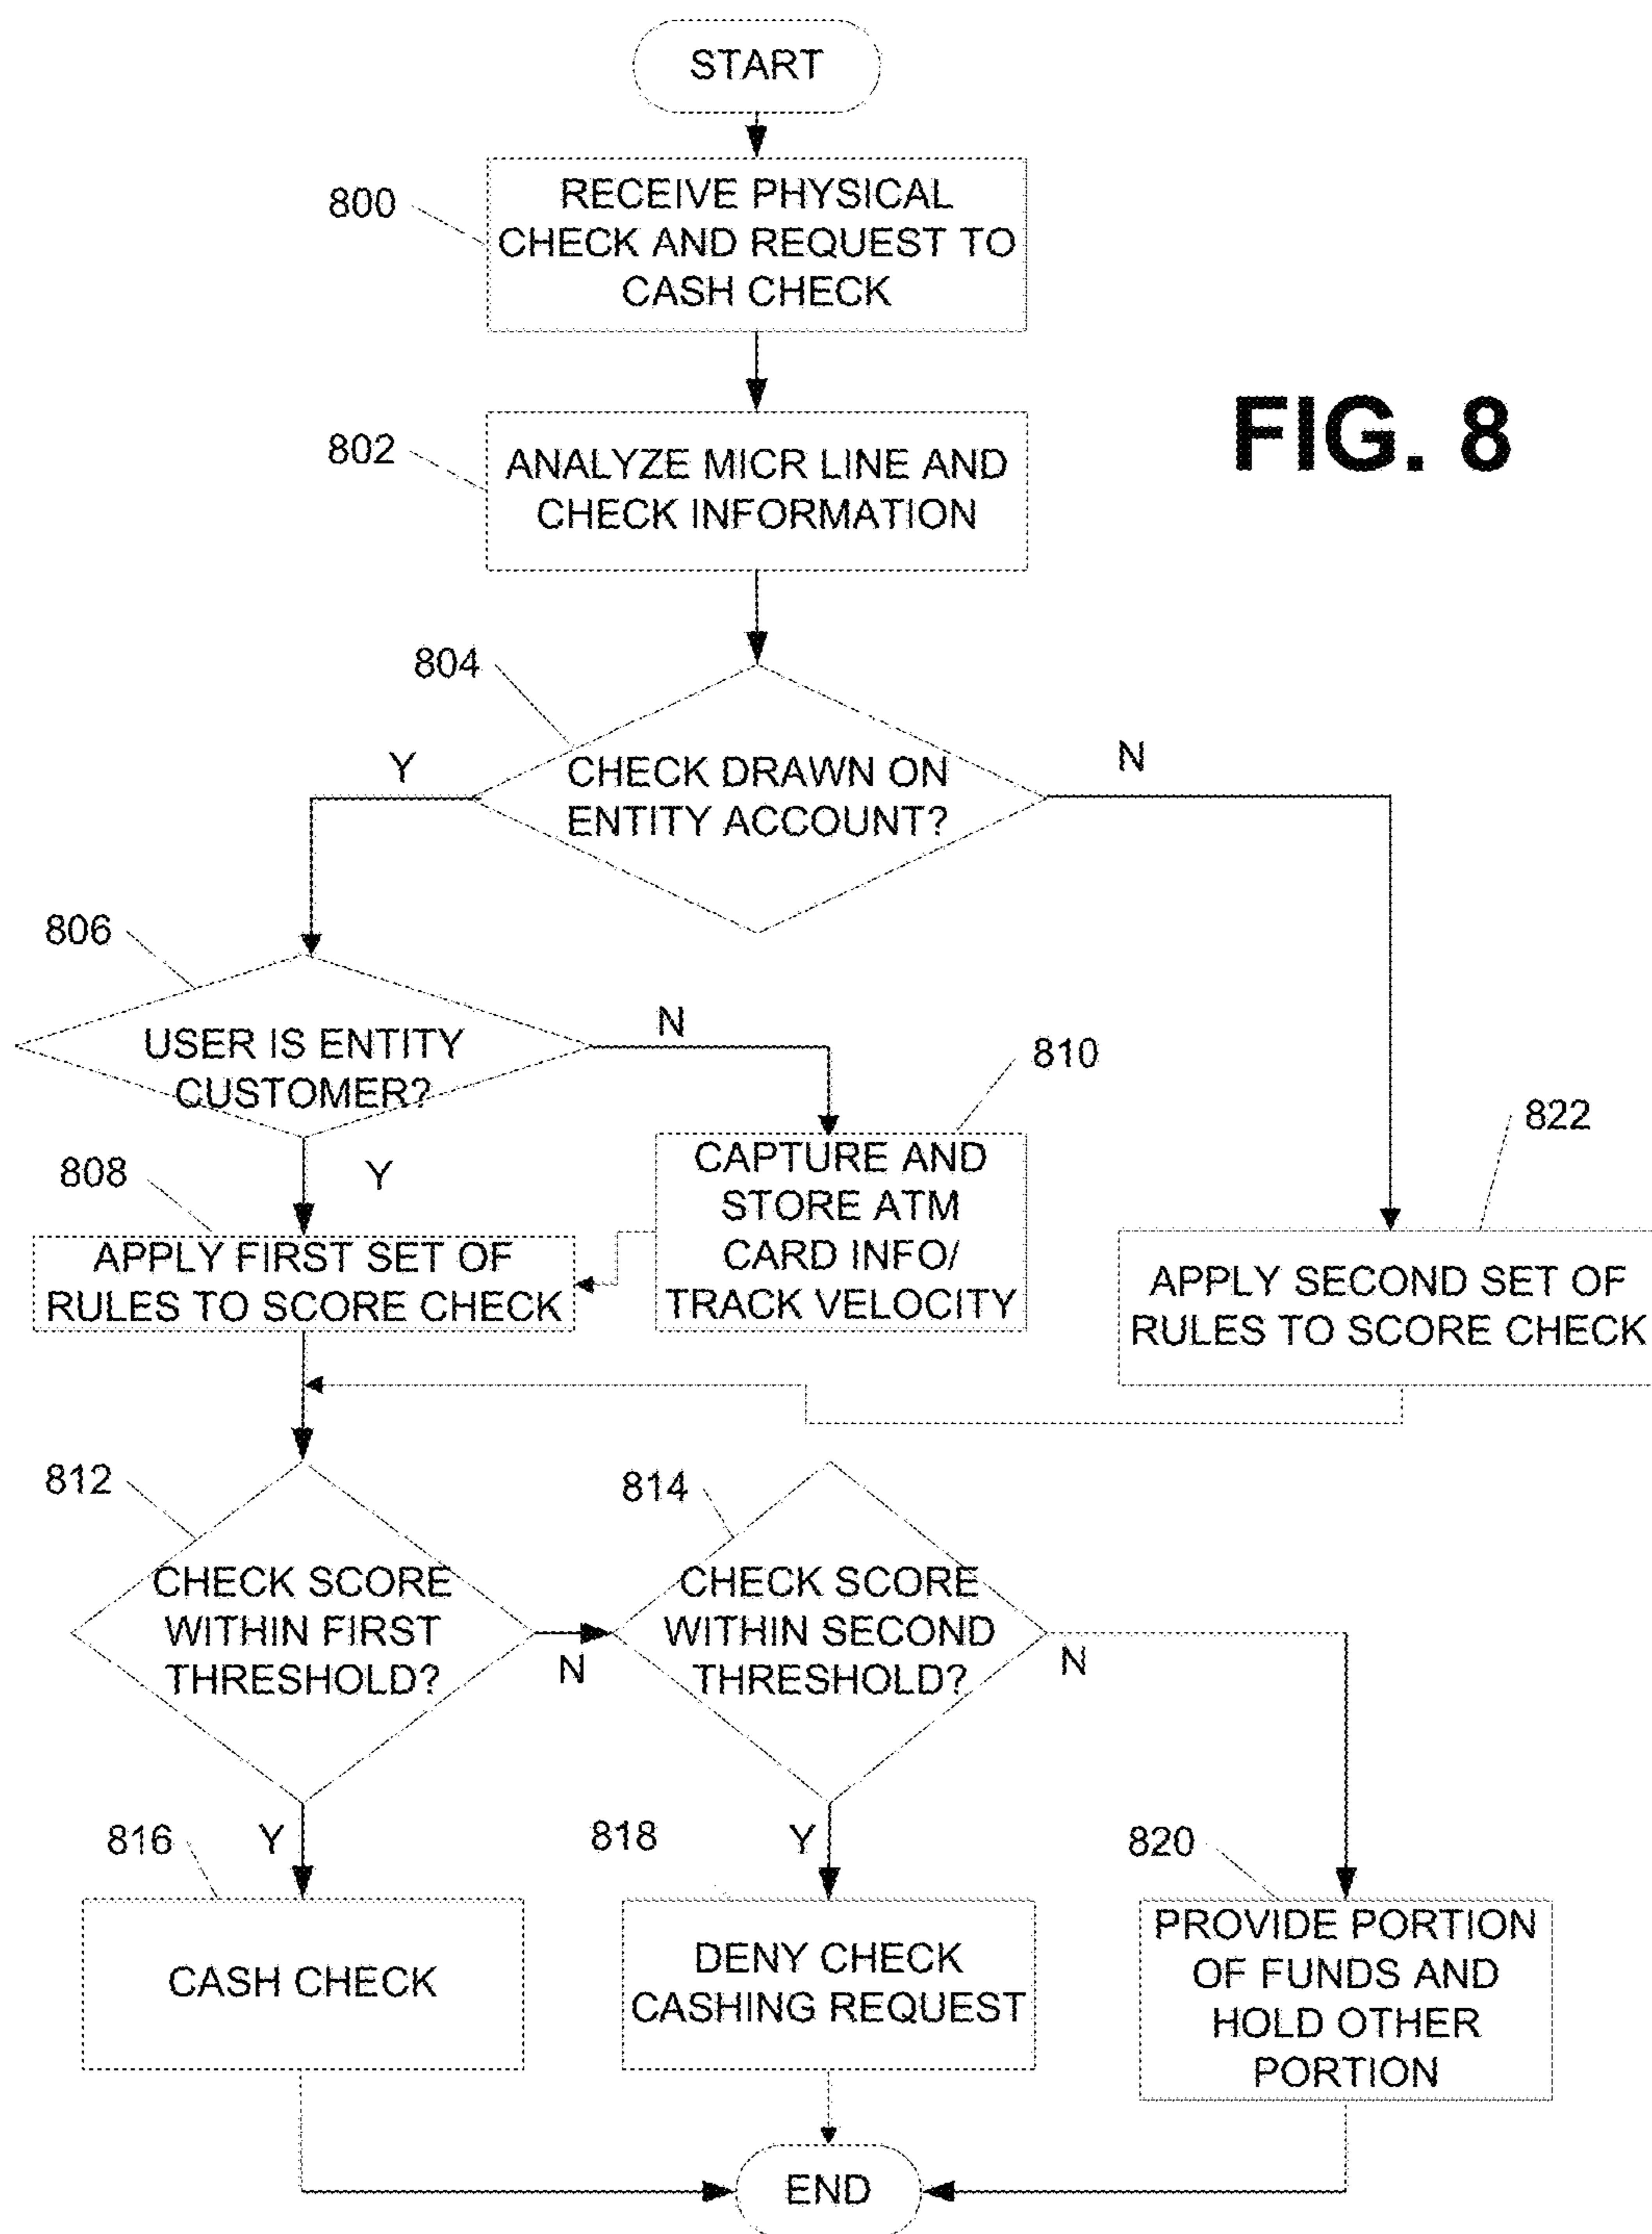 START
800
RECEIVE PHYSICAL
CHECK AND REQUEST TO
CASH CHECK
FIG. 8
802
ANALYZE MICR LINE AND
CHECK INFORMATION
804
Y
CHECK DRAWN ON
ENTITY ACCOUNT?
N
806
USER IS ENTITY
CUSTOMER?
N
810
CAPTURE AND
STORE ATM
CARD INFO/
TRACK VELOCITY
822
APPLY SECOND SET OF
RULES TO SCORE CHECK
808
Y
APPLY FIRST SET OF
RULES TO SCORE CHECK
812
CHECK SCORE
WITHIN FIRST
THRESHOLD?
N
814
CHECK SCORE
WITHIN SECOND
THRESHOLD?
N
816
Y
CASH CHECK
818
Y
DENY CHECK
CASHING REQUEST
820
PROVIDE PORTION
OF FUNDS AND
HOLD OTHER
PORTION
END